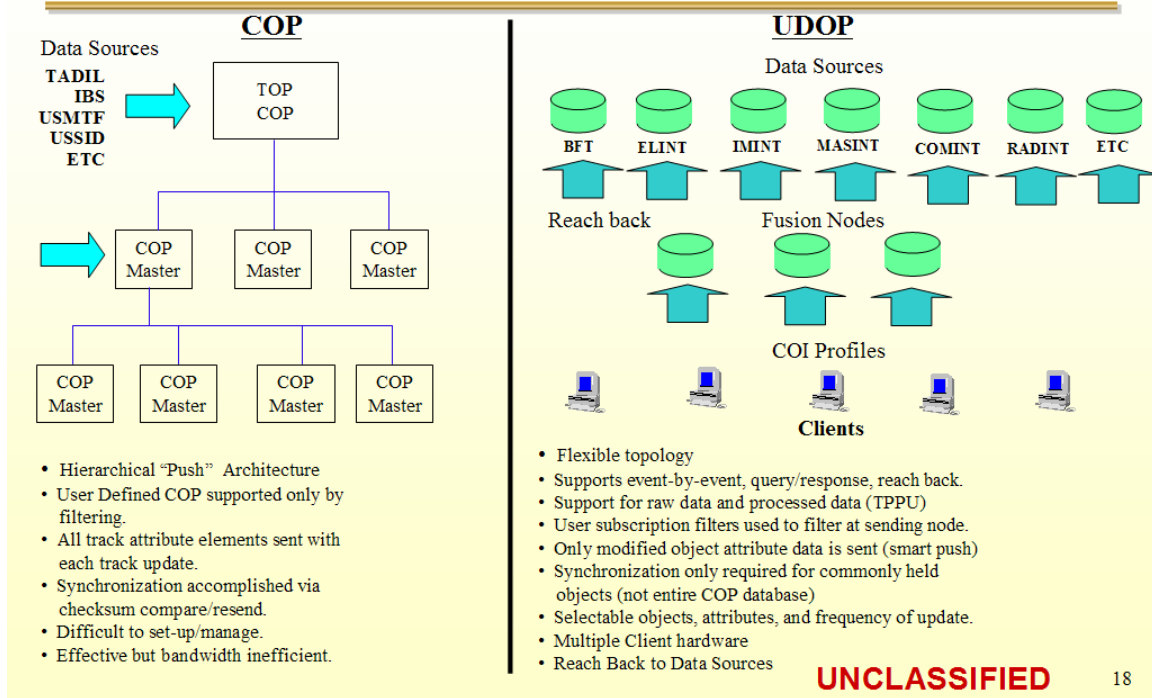 COP
Data Sources
TADIL
IBS
USMTF
USSID
ETC
TOP
COP
COP
Master
COP
Master
COP
Master
COP
Master
COP
Master
COP
Master
COP
Master
• Hierarchical “Push” Architecture
• User Defined COP supported only by
filtering.
• All track attribute elements sent with
each track update.
• Synchronization accomplished via
checksum compare/resend.
• Difficult to set-up/manage.
• Effective but bandwidth inefficient.
UDOP
Data Sources
BFT ELINT IMINT MASINT COMINT RADINT ETC
Reach back Fusion Nodes
COI Profiles
Clients
• Flexible topology
• Supports event-by-event, query/response, reach back.
• Support for raw data and processed data (TPPU)
• User subscription filters used to filter at sending node.
• Only modified object attribute data is sent (smart push)
• Synchronization only required for commonly held
objects (not entire COP database)
• Selectable objects, attributes, and frequency of update.
• Multiple Client hardware
• Reach Back to Data Sources
UNCLASSIFIED
18